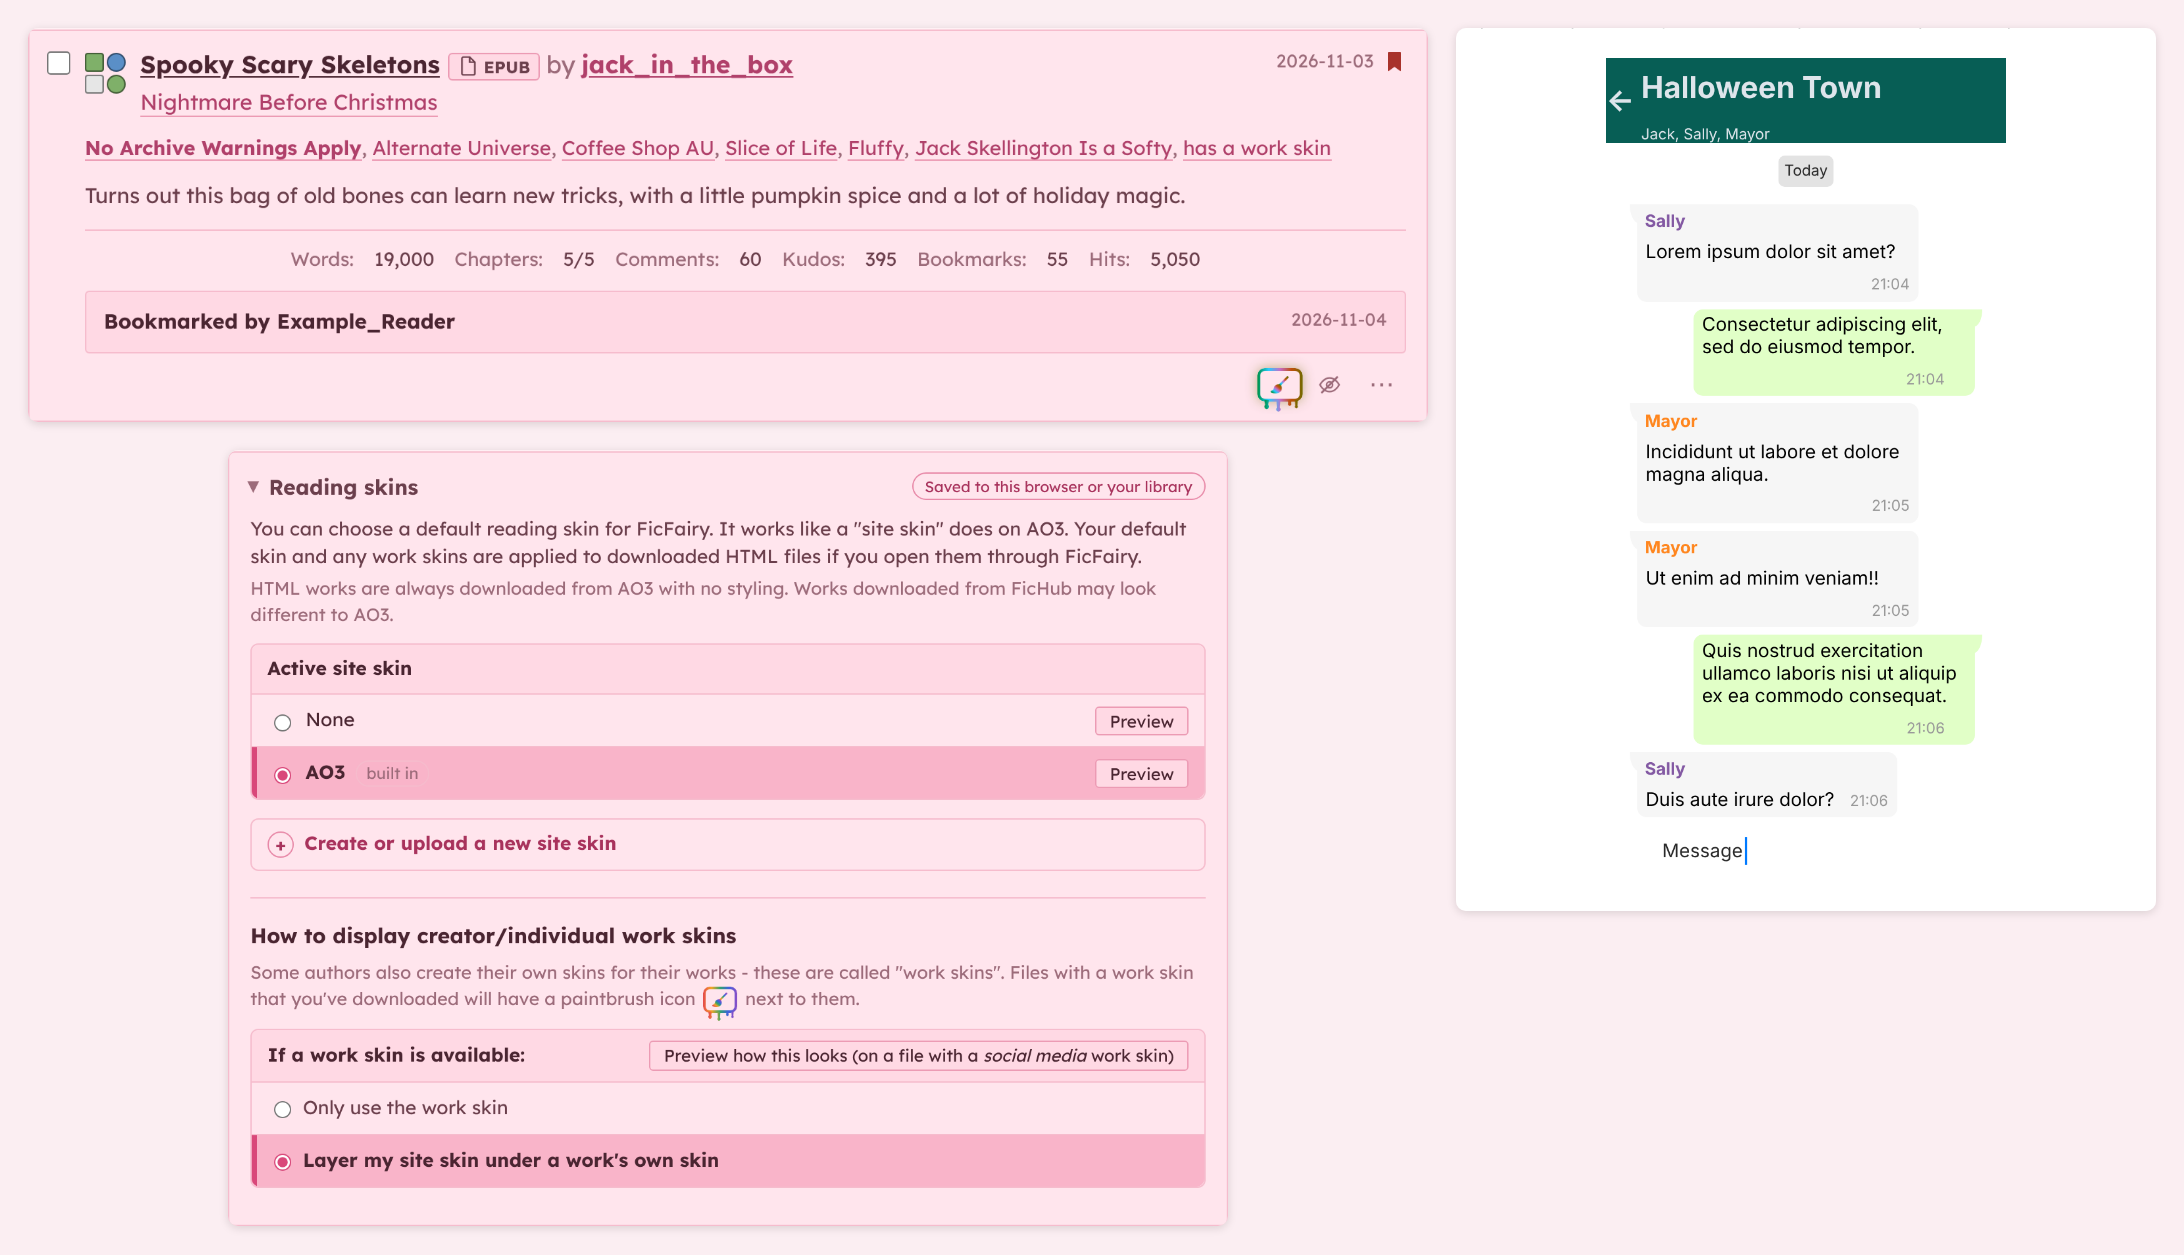 Spooky Scary Skeletons EPUB by jack_in_the_box 2026-11-03
Nightmare Before Christmas
No Archive Warnings Apply, Alternate Universe, Coffee Shop AU, Slice of Life, Fluffy, Jack Skellington Is a Softy, has a work skin
Turns out this bag of old bones can learn new tricks, with a little pumpkin spice and a lot of holiday magic.
Words: 19,000 Chapters: 5/5 Comments: 60 Kudos: 395 Bookmarks: 55 Hits: 5,050
Bookmarked by Example_Reader 2026-11-04
Reading skins Saved to this browser or your library
You can choose a default reading skin for FicFairy. It works like a "site skin" does on AO3. Your default
skin and any work skins are applied to downloaded HTML files if you open them through FicFairy.
HTML works are always downloaded from AO3 with no styling. Works downloaded from FicHub may look
different to AO3.
Active site skin
None Preview
AO3 built in Preview
+ Create or upload a new site skin
How to display creator/individual work skins
Some authors also create their own skins for their works - these are called "work skins". Files with a work skin
that you've downloaded will have a paintbrush icon next to them.
If a work skin is available: Preview how this looks (on a file with a social media work skin)
Only use the work skin
Layer my site skin under a work's own skin
Halloween Town
Jack, Sally, Mayor
Today
Sally
Lorem ipsum dolor sit amet?
21:04
Consectetur adipiscing elit,
sed do eiusmod tempor.
21:04
Mayor
Incididunt ut labore et dolore
magna aliqua.
21:05
Mayor
Ut enim ad minim veniam!!
21:05
Quis nostrud exercitation
ullamco laboris nisi ut aliquip
ex ea commodo consequat.
21:06
Sally
Duis aute irure dolor? 21:06
Message